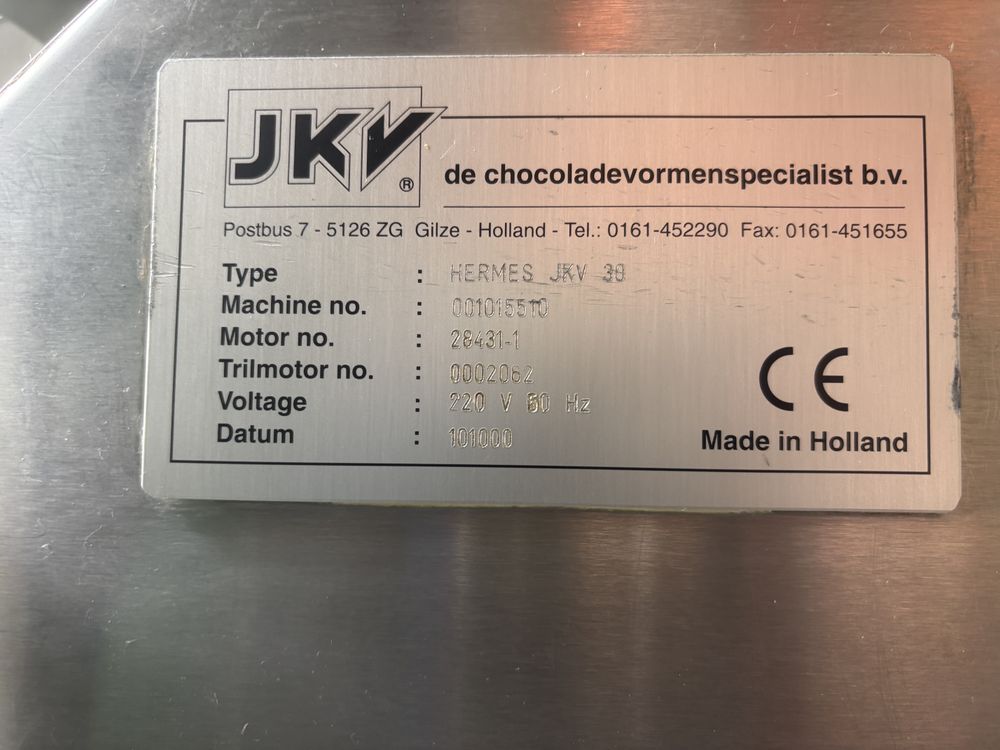 JKV®
de chocoladevormenspecialist b.v.
Postbus 7 - 5126 ZG Gilze - Holland - Tel.: 0161-452290 Fax: 0161-451655
Type : HERMES JKV 30
Machine no. : 001015510
Motor no. : 28431-1
Trilmotor no. : 0002062
Voltage : 220 V 50 Hz
Datum : 101000
CE
Made in Holland